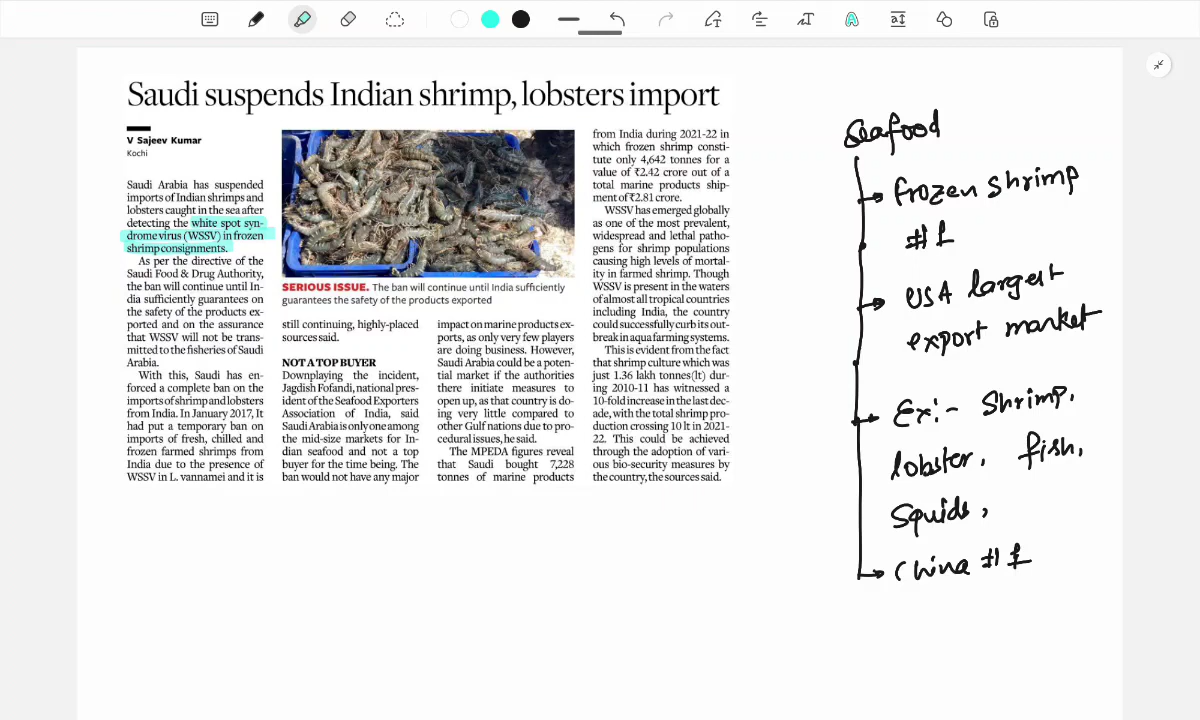 Saudi suspends Indian shrimp, lobsters import
V Sajeev Kumar
Kochi
Saudi Arabia has suspended
imports of Indian shrimps and
lobsters caught in the sea after
detecting the white spot syn-
drome virus (WSSV) in frozen
shrimp consignments.
As per the directive of the
Saudi Food & Drug Authority,
the ban will continue until In-
dia sufficiently guarantees on
the safety of the products ex-
ported and on the assurance
that WSSV will not be trans-
mitted to the fisheries of Saudi
Arabia.
With this, Saudi has en-
forced a complete ban on the
imports of shrimp and lobsters
from India. In January 2017, It
had put a temporary ban on
imports of fresh, chilled and
frozen farmed shrimps from
India due to the presence of
WSSV in L. vannamei and it is
SERIOUS ISSUE. The ban will continue until India sufficiently
guarantees the safety of the products exported
still continuing, highly-placed
sources said.
NOT A TOP BUYER
Downplaying the incident,
Jagdish Fofandi, national pres-
ident of the Seafood Exporters
Association of India, said
Saudi Arabia is only one among
the mid-size markets for In-
dian seafood and not a top
buyer for the time being. The
ban would not have any major
impact on marine products ex-
ports, as only very few players
are doing business. However,
Saudi Arabia could be a poten-
tial market if the authorities
there initiate measures to
open up, as that country is do-
ing very little compared to
other Gulf nations due to pro-
cedural issues, he said.
The MPEDA figures reveal
that Saudi bought 7,228
tonnes of marine products
from India during 2021-22 in
which frozen shrimp consti-
tute only 4,642 tonnes for a
value of ₹2.42 crore out of a
total marine products ship-
ment of ₹2.81 crore.
WSSV has emerged globally
as one of the most prevalent,
widespread and lethal patho-
gens for shrimp populations
causing high levels of mortal-
ity in farmed shrimp. Though
WSSV is present in the waters
of almost all tropical countries
including India, the country
could successfully curb its out-
break in aqua farming systems.
This is evident from the fact
that shrimp culture which was
just 1.36 lakh tonnes(lt) dur-
ing 2010-11 has witnessed a
10-fold increase in the last dec-
ade, with the total shrimp pro-
duction crossing 10 lt in 2021-
22. This could be achieved
through the adoption of vari-
ous bio-security measures by
the country, the sources said.
Seafood
frozen shrimp
#1
USA largest
export market
Ex:- Shrimp,
lobster, fish,
Squids,
China #1